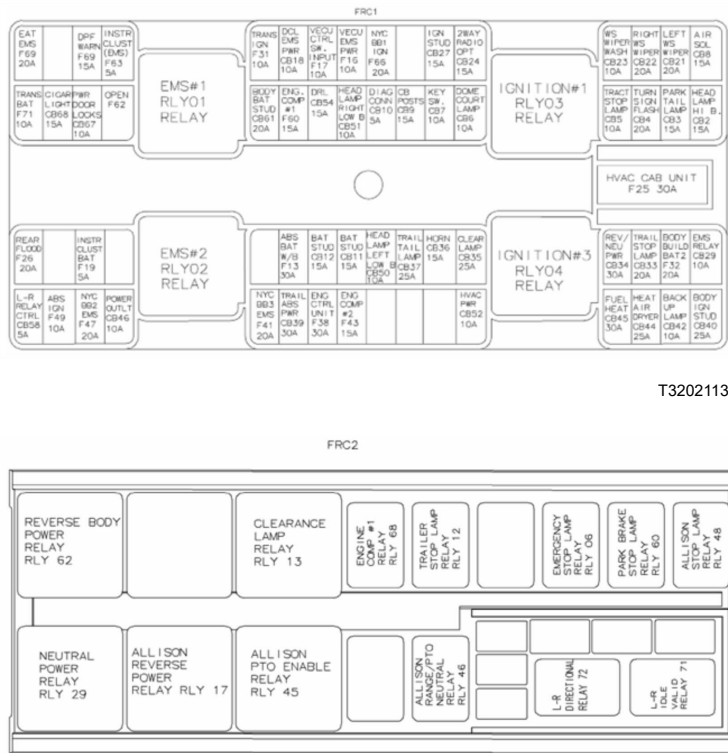 FRC1
EAT
EMS
F69
20A
DPF
WARN
F69
15A
INSTR
CLUST
(EMS)
F63
5A
TRANS
BAT
F71
10A
CIGAR
LIGHT
CB68
15A
PWR
DOOR
LOCKS
CB67
10A
OPEN
F62
EMS#1
RLY01
RELAY
TRANS
IGN
F31
10A
DCL
EMS
PWR
CB18
10A
VECU
CTRL
SW.
INPUT
F17
10A
VECU
EMS
PWR
F16
10A
NYC
BB1
IGN
F66
20A
IGN
STUD
CB27
15A
2WAY
RADIO
OPT
CB24
15A
BODY
BAT
STUD
CB61
20A
ENG.
COMP
#1
F60
15A
DRL
CB54
15A
HEAD
LAMP
RIGHT
LOW B
CB51
10A
DIAG
CONN
CB10
5A
CB
POSTS
CB9
15A
KEY
SW.
CB7
10A
DOME
COURT
LAMP
CB6
10A
IGNITION#1
RLY03
RELAY
WS
WIPER
WASH
CB23
10A
RIGHT
WS
WIPER
CB22
20A
LEFT
WS
WIPER
CB21
20A
AIR
SOL
CB8
15A
TRACT
STOP
LAMP
CB5
10A
TURN
SIGN
FLASH
CB4
20A
PARK
TAIL
LAMP
CB3
15A
HEAD
LAMP
HI B.
CB2
15A
HVAC CAB UNIT
F25 30A
REAR
FLOOD
F26
20A
INSTR
CLUST
BAT
F19
5A
L-R
RELAY
CTRL
CB58
5A
ABS
IGN
F49
10A
NYC
BB2
EMS
F47
20A
POWER
OUTLT
CB46
10A
EMS#2
RLY02
RELAY
ABS
BAT
W/B
F13
30A
BAT
STUD
CB12
15A
BAT
STUD
CB11
15A
HEAD
LAMP
LEFT
LOW B
CB50
10A
TRAIL
TAIL
LAMP
CB37
25A
HORN
CB36
15A
CLEAR
LAMP
CB35
25A
NYC
BB3
EMS
F41
20A
TRAIL
ABS
PWR
CB39
30A
ENG
CTRL
UNIT
F38
30A
ENG
COMP
#2
F43
15A
HVAC
PWR
CB52
10A
IGNITION#3
RLY04
RELAY
REV/
NEU
PWR
CB34
30A
TRAIL
STOP
LAMP
CB33
20A
BODY
BUILD
BAT2
F32
20A
EMS
RELAY
CB29
10A
FUEL
HEAT
CB45
30A
HEAT
AIR
DRYER
CB44
25A
BACK
UP
LAMP
CB42
10A
BODY
IGN
STUD
CB40
25A
T3202113
FRC2
REVERSE BODY
POWER
RELAY
RLY 62
CLEARANCE
LAMP
RELAY
RLY 13
ENGINE
COMP #1
RELAY
RLY 68
TRAILER
STOP LAMP
RELAY
RLY 12
EMERGENCY
STOP LAMP
RELAY
RLY 06
PARK BRAKE
STOP LAMP
RELAY
RLY 60
ALLISON
STOP LAMP
RELAY
RLY 48
NEUTRAL
POWER
RELAY
RLY 29
ALLISON
REVERSE
POWER
RELAY RLY 17
ALLISON
PTO ENABLE
RELAY
RLY 45
ALLISON
RANGE/PTO
NEUTRAL
RELAY
RLY 46
L-R
DIRECTIONAL
RELAY 72
L-R
IDLE
VALID
RELAY 71